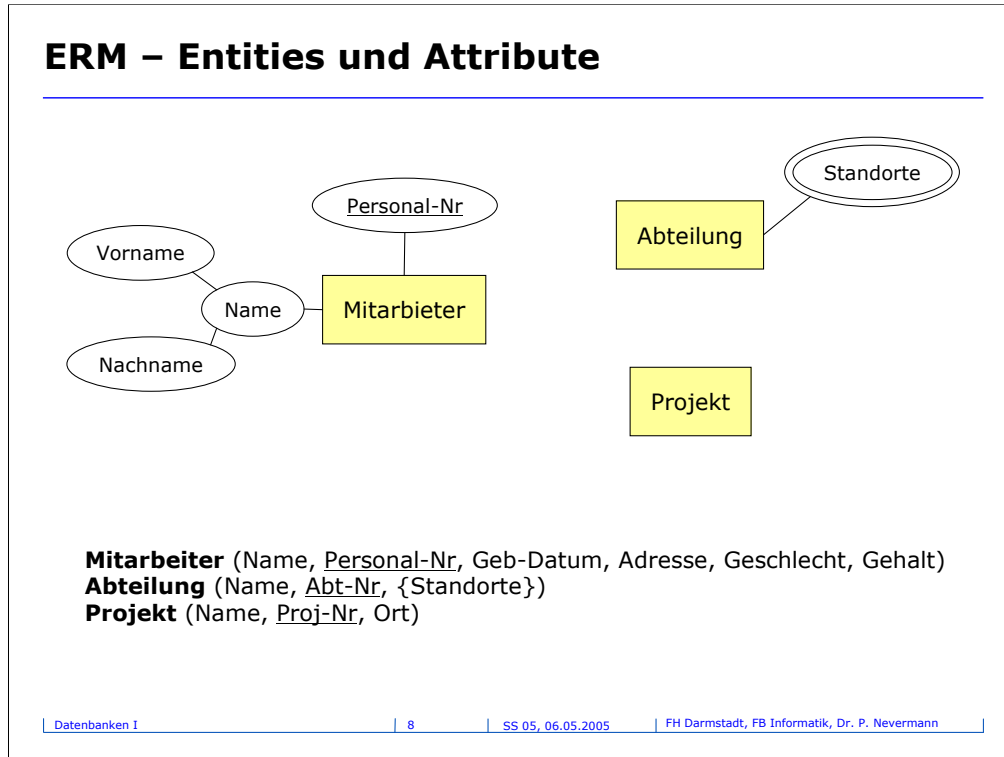 ERM – Entities und Attribute
Standorte
Personal-Nr
Abteilung
Vorname
Name
Mitarbieter
Nachname
Projekt
Mitarbeiter (Name, Personal-Nr, Geb-Datum, Adresse, Geschlecht, Gehalt)
Abteilung (Name, Abt-Nr, {Standorte})
Projekt (Name, Proj-Nr, Ort)
Datenbanken I 8 SS 05, 06.05.2005 FH Darmstadt, FB Informatik, Dr. P. Nevermann